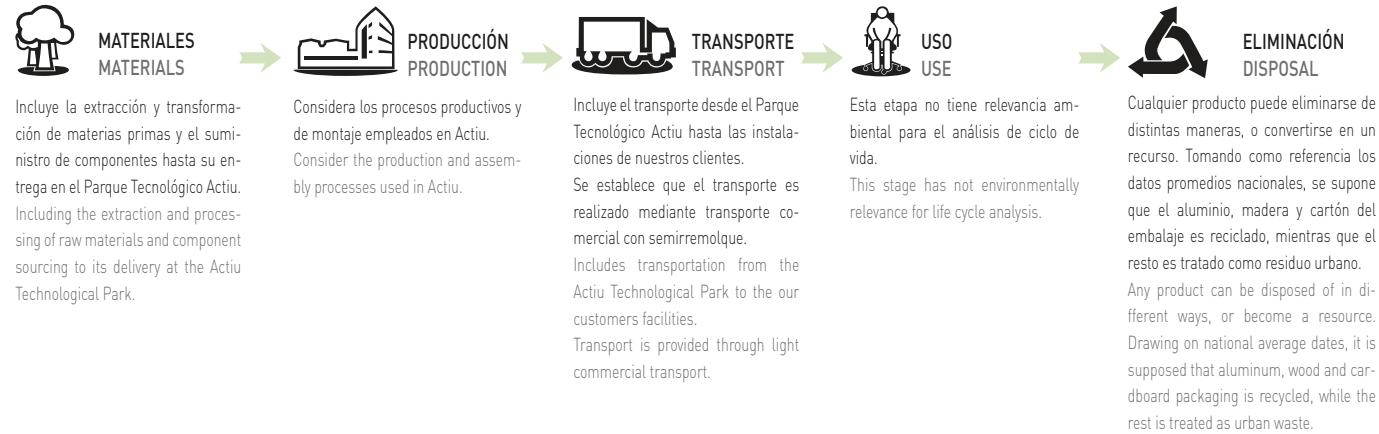 MATERIALES
MATERIALS
Incluye la extracción y transforma-
ción de materias primas y el sumi-
nistro de componentes hasta su en-
trega en el Parque Tecnológico Actiu.
Including the extraction and proces-
sing of raw materials and component
sourcing to its delivery at the Actiu
Technological Park.
PRODUCCIÓN
PRODUCTION
Considera los procesos productivos y
de montaje empleados en Actiu.
Consider the production and assem-
bly processes used in Actiu.
TRANSPORTE
TRANSPORT
Incluye el transporte desde el Parque
Tecnológico Actiu hasta las instala-
ciones de nuestros clientes.
Se establece que el transporte es
realizado mediante transporte co-
mercial con semirremolque.
Includes transportation from the
Actiu Technological Park to the our
customers facilities.
Transport is provided through light
commercial transport.
USO
USE
Esta etapa no tiene relevancia am-
biental para el análisis de ciclo de
vida.
This stage has not environmentally
relevance for life cycle analysis.
ELIMINACIÓN
DISPOSAL
Cualquier producto puede eliminarse de
distintas maneras, o convertirse en un
recurso. Tomando como referencia los
datos promedios nacionales, se supone
que el aluminio, madera y cartón del
embalaje es reciclado, mientras que el
resto es tratado como residuo urbano.
Any product can be disposed of in di-
fferent ways, or become a resource.
Drawing on national average dates, it is
supposed that aluminum, wood and car-
dboard packaging is recycled, while the
rest is treated as urban waste.